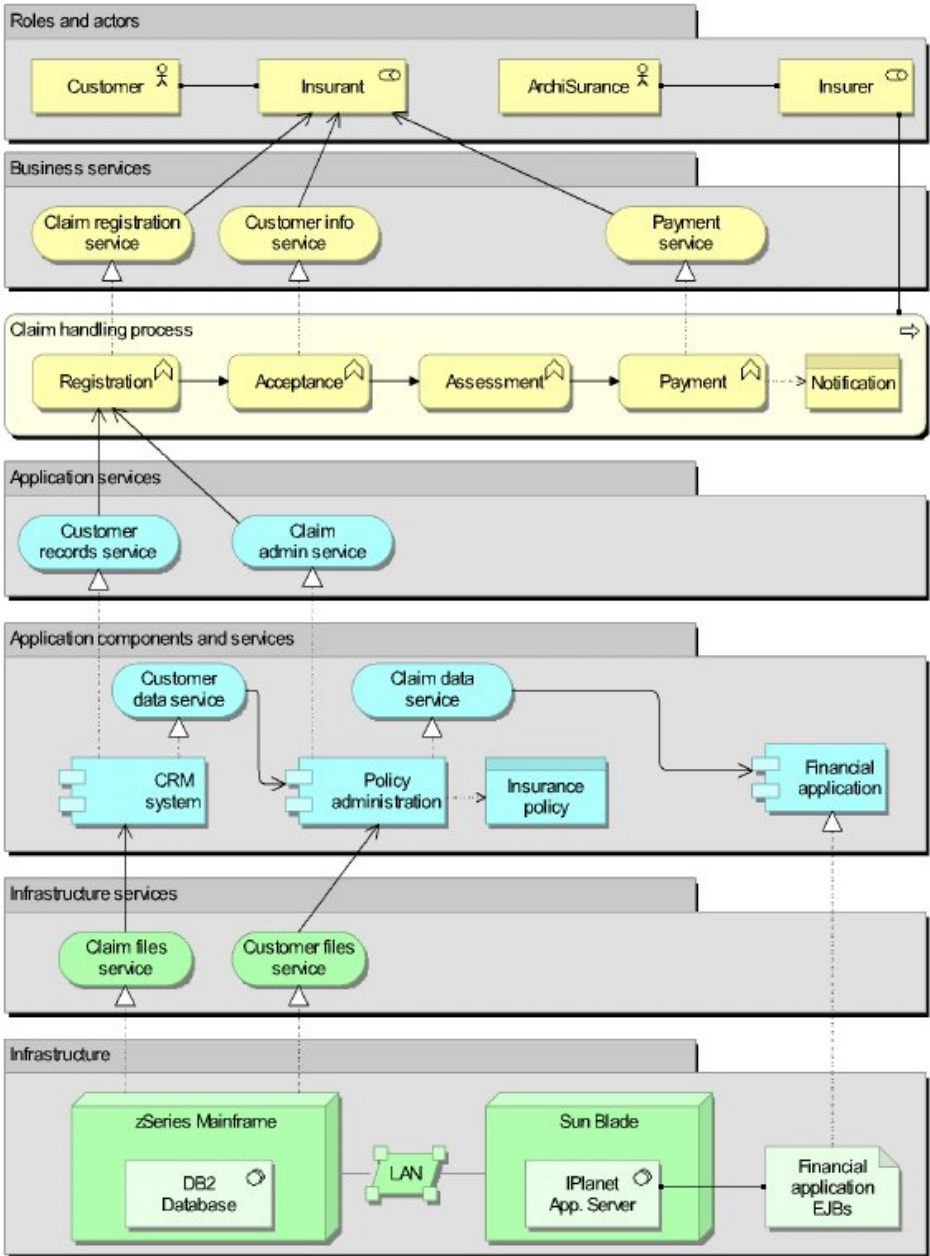 Roles and actors
Customer
Insurant
ArchiSurance
Insurer
Business services
Claim registration
service
Customer info
service
Payment
service
Claim handling process
Registration
Acceptance
Assessment
Payment
Notification
Application services
Customer
records service
Claim
admin service
Application components and services
Customer
data service
Claim data
service
CRM
system
Policy
administration
Insurance
policy
Financial
application
Infrastructure services
Claim files
service
Customer files
service
Infrastructure
zSeries Mainframe
DB2
Database
LAN
Sun Blade
IPlanet
App. Server
Financial
application
EJBs